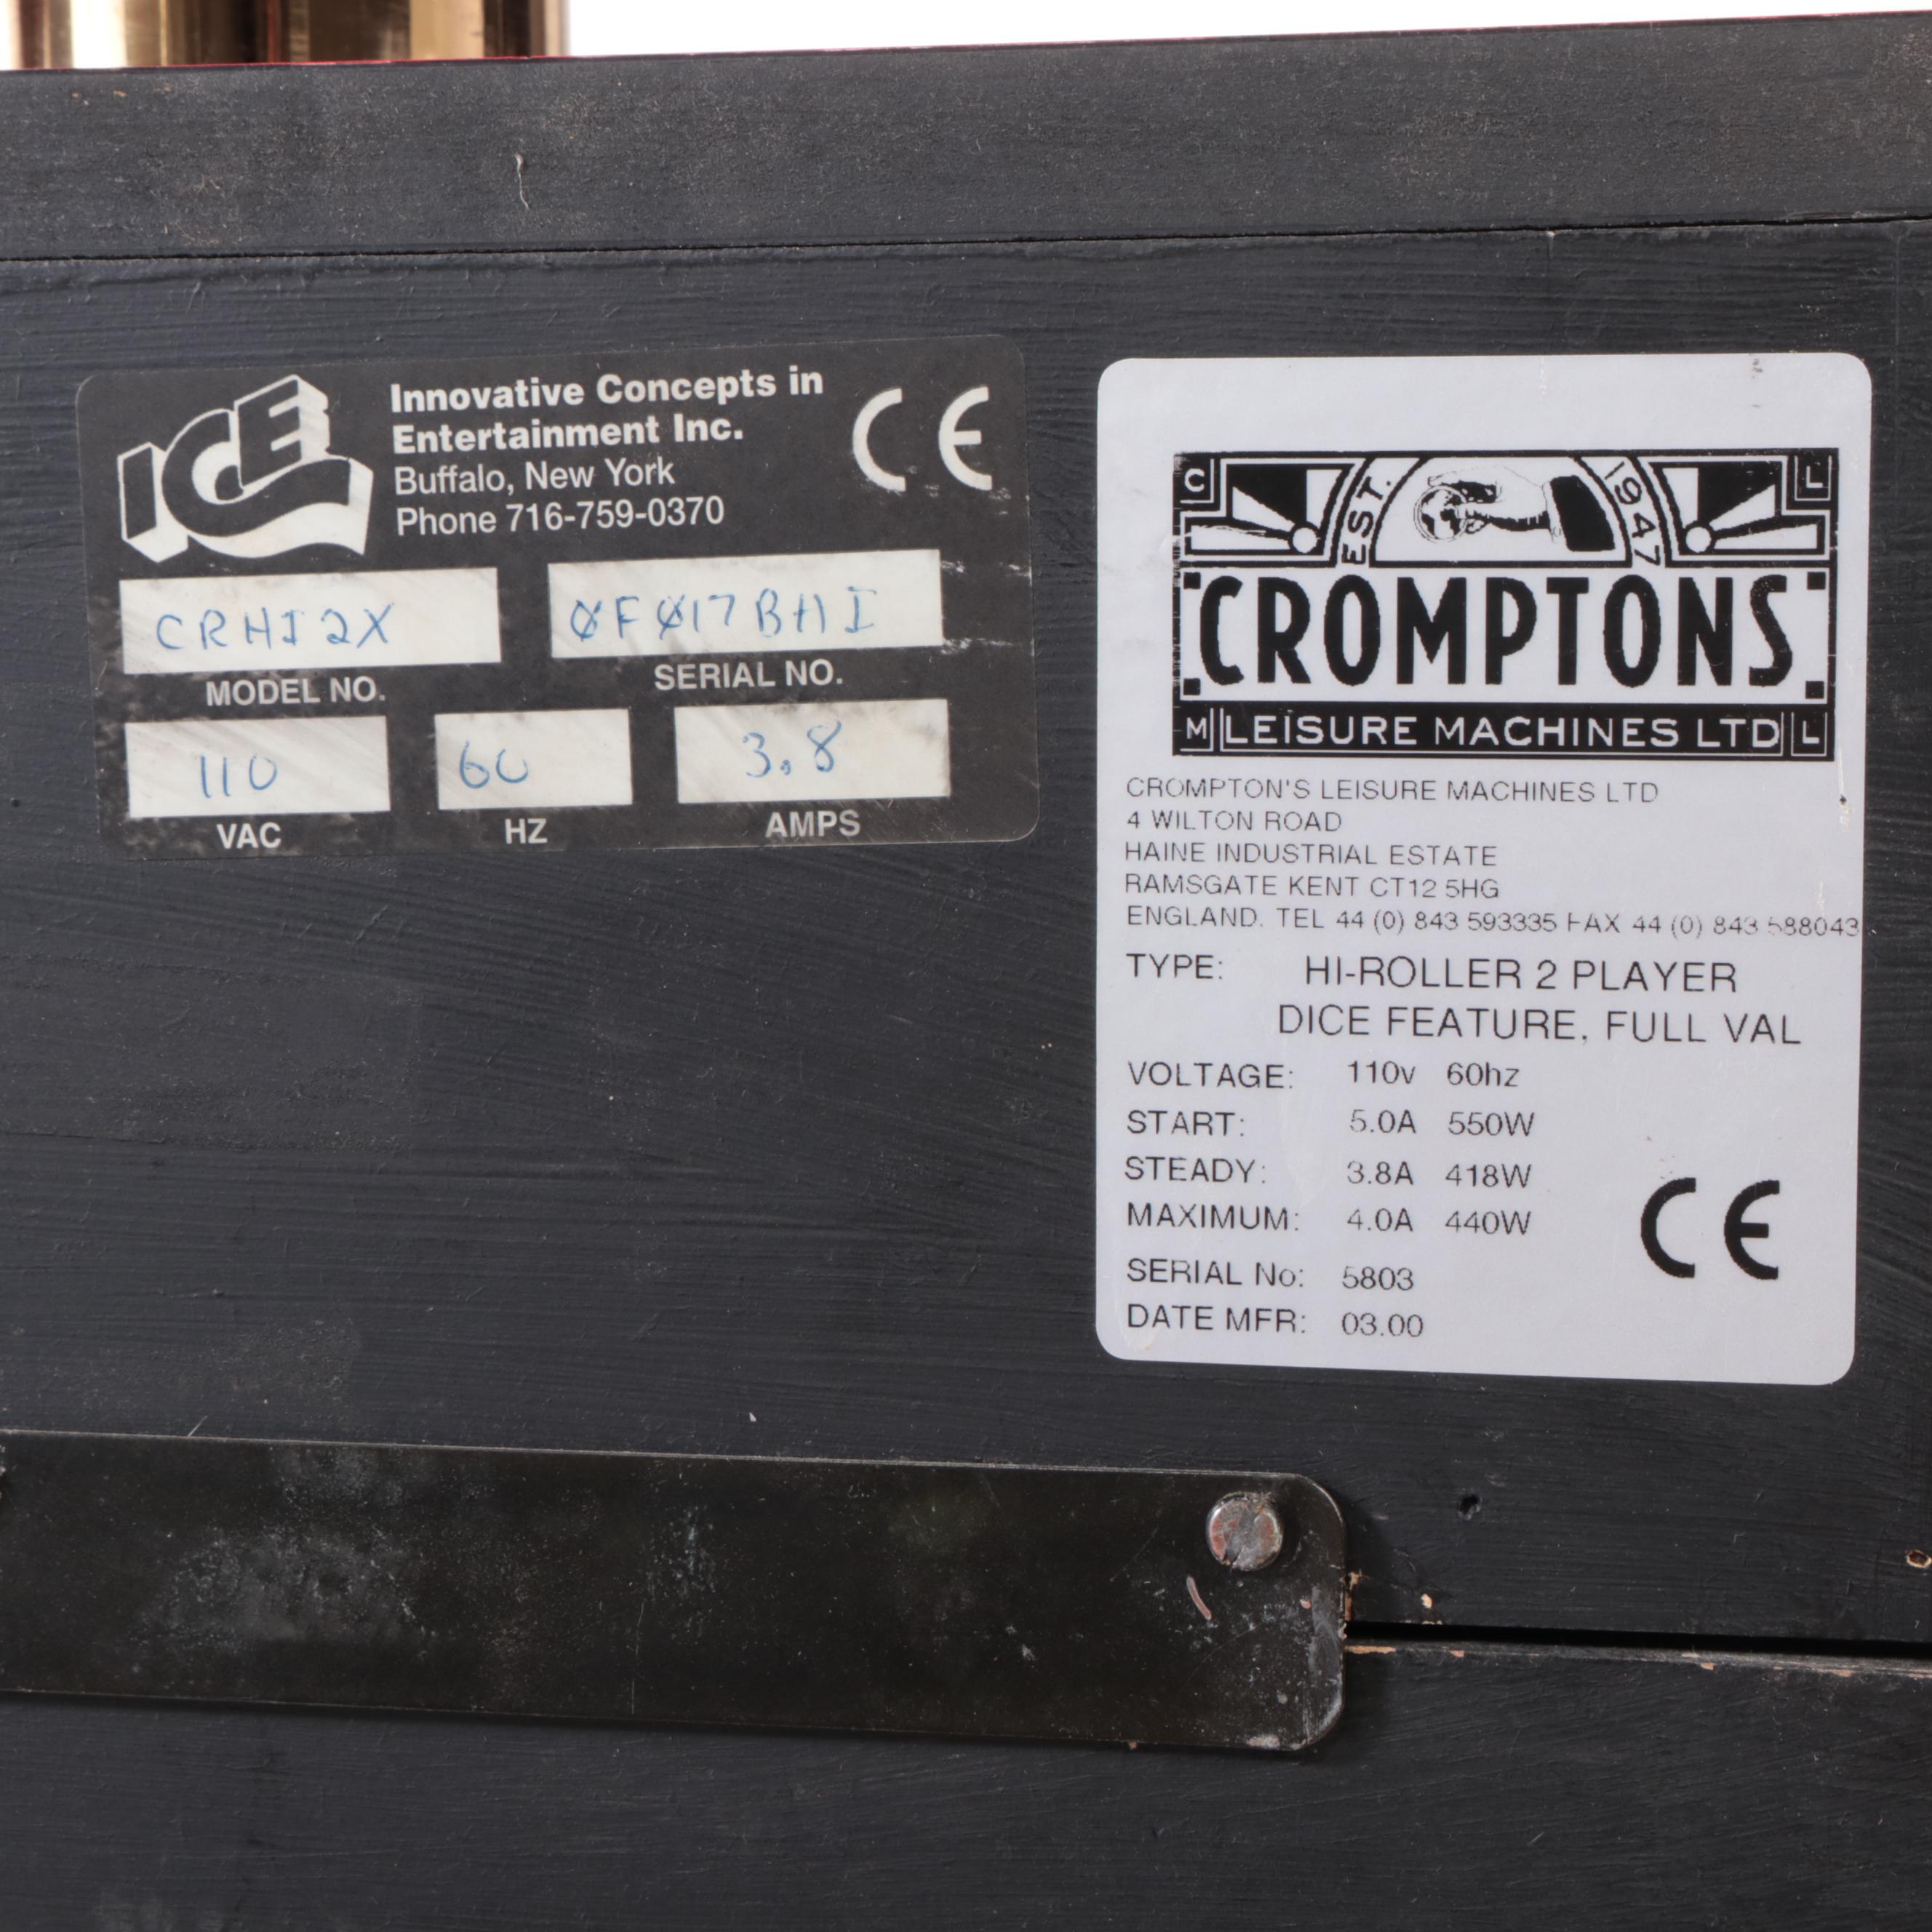 ICE
Innovative Concepts in
Entertainment Inc.
Buffalo, New York
Phone 716-759-0370
CE
CRHI2X
0F017BHI
MODEL NO.
SERIAL NO.
110
60
3.8
VAC
HZ
AMPS
C L
EST. 1947
CROMPTONS
M LEISURE MACHINES LTD L
CROMPTON'S LEISURE MACHINES LTD
4 WILTON ROAD
HAINE INDUSTRIAL ESTATE
RAMSGATE KENT CT12 5HG
ENGLAND. TEL 44 (0) 843 593335 FAX 44 (0) 843 588043
TYPE: HI-ROLLER 2 PLAYER
DICE FEATURE, FULL VAL
VOLTAGE: 110v 60hz
START: 5.0A 550W
STEADY: 3.8A 418W
MAXIMUM: 4.0A 440W
SERIAL No: 5803
DATE MFR: 03.00
CE